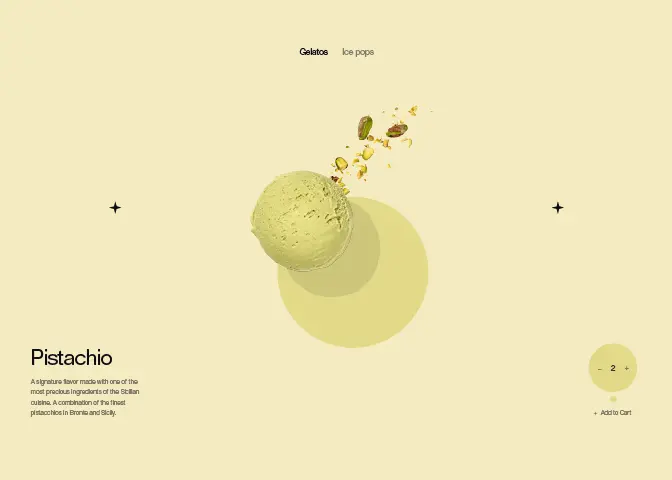 Gelatos Ice pops
Pistachio
A signature flavor made with one of the
most precious ingredients of the Sicilian
cuisine. A combination of the finest
pistacchios in Bronte and Sicily.
– 2 +
+ Add to Cart